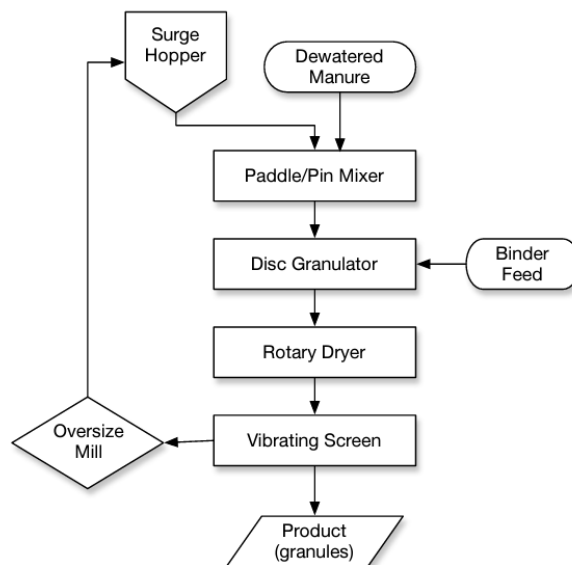 Surge
Hopper
Dewatered
Manure
Paddle/Pin Mixer
Disc Granulator
Binder
Feed
Rotary Dryer
Oversize
Mill
Vibrating Screen
Product
(granules)